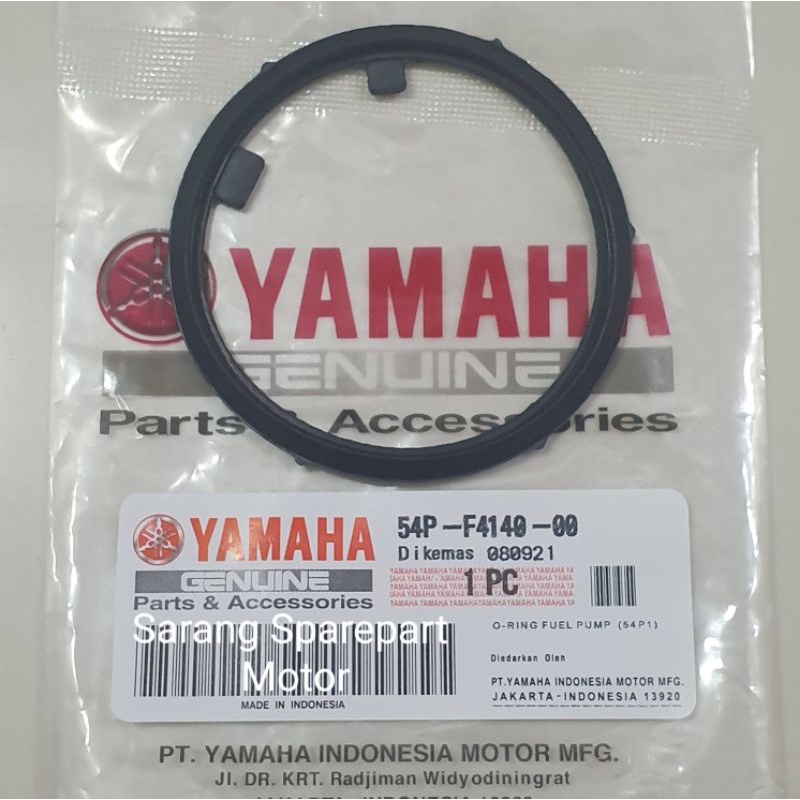 YAMAHA
GENUINE
Parts & Accessories
YAMAHA
GENUINE
Parts & Accessories
54P-F4140-00
Dikemas 080921
1 PC
O-RING FUEL PUMP (54P1)
Diedarkan Oleh
PT.YAMAHA INDONESIA MOTOR MFG.
JAKARTA-INDONESIA 13920
Sarang Sparepart
Motor
MADE IN INDONESIA
PT. YAMAHA INDONESIA MOTOR MFG.
Jl. DR. KRT. Radjiman Widyodiningrat